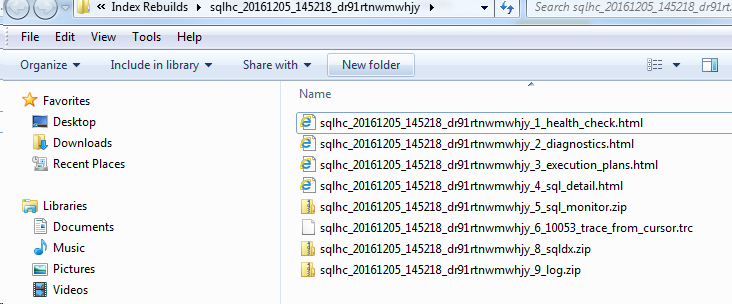 « Index Rebuilds ▸ sqlhc_20161205_145218_dr91rtnwmwhjy ▸ Search sqlhc_20161205_145218_dr91rt
File Edit View Tools Help
Organize Include in library Share with New folder
Name
Favorites
Desktop
Downloads
Recent Places
Libraries
Documents
Music
Pictures
Videos
sqlhc_20161205_145218_dr91rtnwmwhjy_1_health_check.html
sqlhc_20161205_145218_dr91rtnwmwhjy_2_diagnostics.html
sqlhc_20161205_145218_dr91rtnwmwhjy_3_execution_plans.html
sqlhc_20161205_145218_dr91rtnwmwhjy_4_sql_detail.html
sqlhc_20161205_145218_dr91rtnwmwhjy_5_sql_monitor.zip
sqlhc_20161205_145218_dr91rtnwmwhjy_6_10053_trace_from_cursor.trc
sqlhc_20161205_145218_dr91rtnwmwhjy_8_sqldx.zip
sqlhc_20161205_145218_dr91rtnwmwhjy_9_log.zip